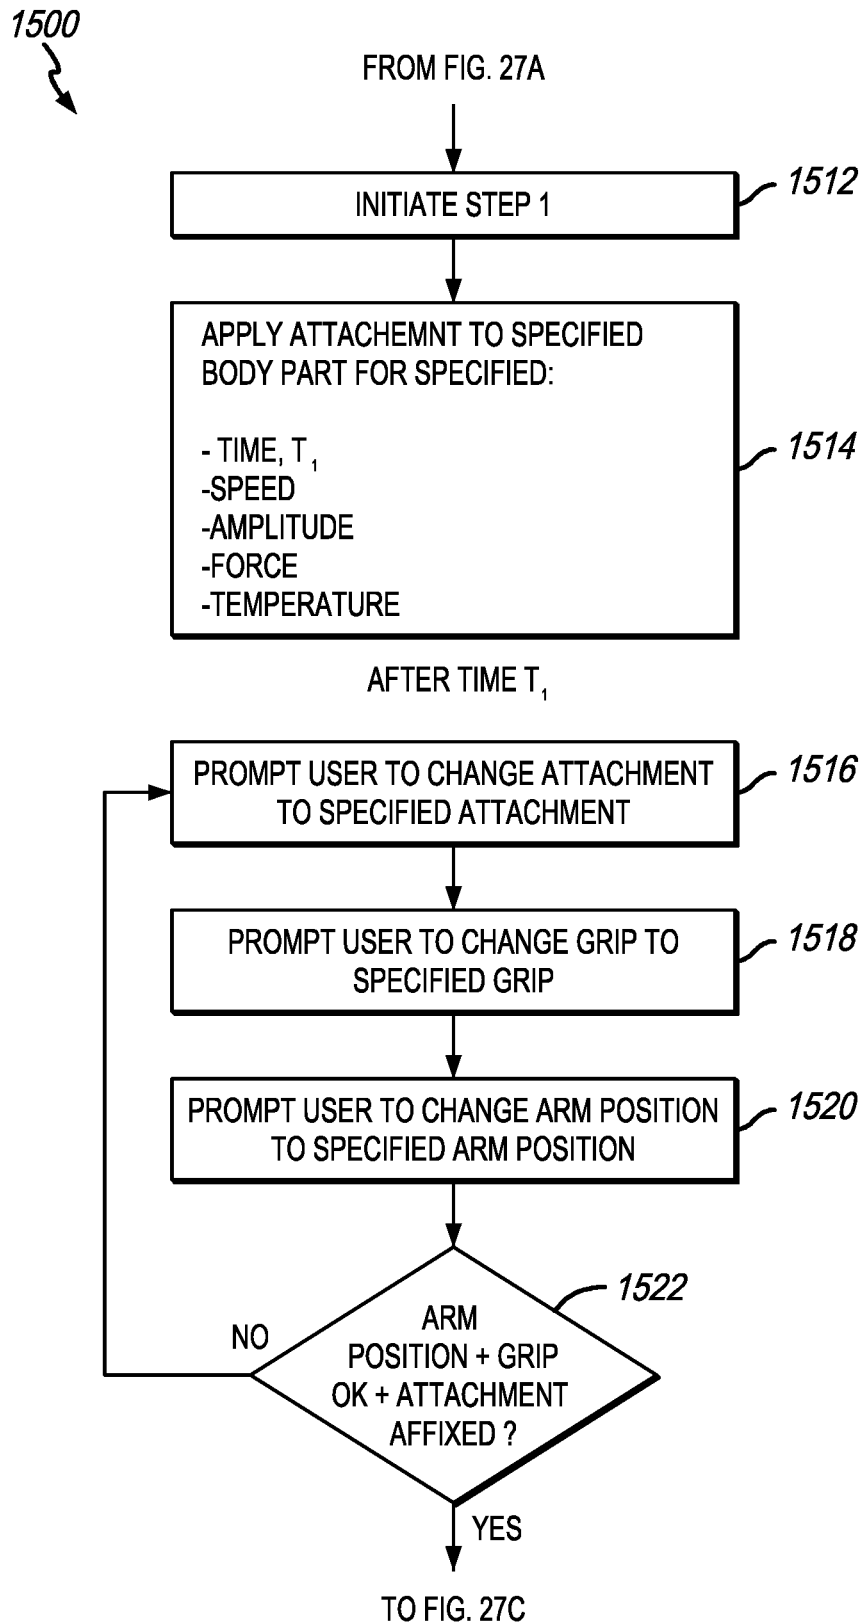 1500
FROM FIG. 27A
INITIATE STEP 1
1512
APPLY ATTACHEMNT TO SPECIFIED
BODY PART FOR SPECIFIED:
- TIME, T1
-SPEED
-AMPLITUDE
-FORCE
-TEMPERATURE
1514
AFTER TIME T1
PROMPT USER TO CHANGE ATTACHMENT
TO SPECIFIED ATTACHMENT
1516
PROMPT USER TO CHANGE GRIP TO
SPECIFIED GRIP
1518
PROMPT USER TO CHANGE ARM POSITION
TO SPECIFIED ARM POSITION
1520
ARM
POSITION + GRIP
OK + ATTACHMENT
AFFIXED ?
1522
NO
YES
TO FIG. 27C